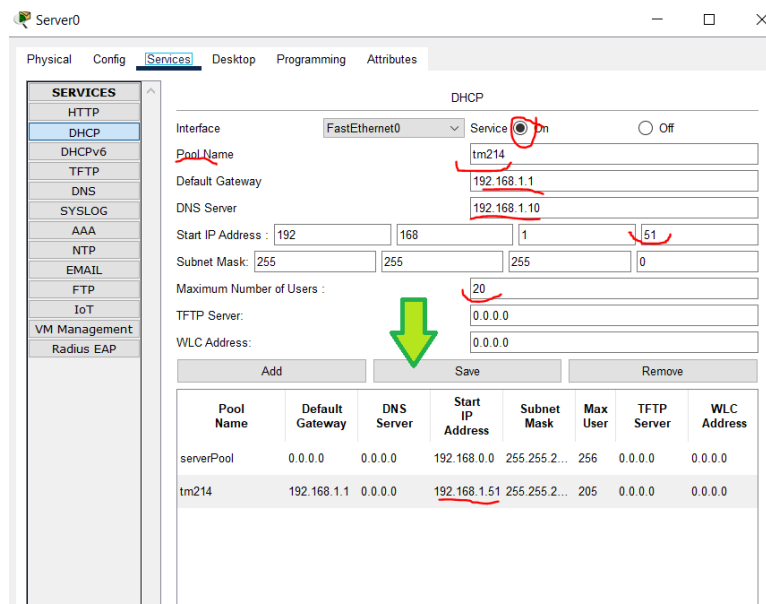 Server0
Physical Config Services Desktop Programming Attributes
SERVICES
HTTP
DHCP
DHCPv6
TFTP
DNS
SYSLOG
AAA
NTP
EMAIL
FTP
IoT
VM Management
Radius EAP
DHCP
Interface FastEthernet0 Service On Off
Pool Name tm214
Default Gateway 192.168.1.1
DNS Server 192.168.1.10
Start IP Address : 192 168 1 51
Subnet Mask: 255 255 255 0
Maximum Number of Users : 20
TFTP Server: 0.0.0.0
WLC Address: 0.0.0.0
Add Save Remove
Pool Name Default Gateway DNS Server Start IP Address Subnet Mask Max User TFTP Server WLC Address
serverPool 0.0.0.0 0.0.0.0 192.168.0.0 255.255.2... 256 0.0.0.0 0.0.0.0
tm214 192.168.1.1 0.0.0.0 192.168.1.51 255.255.2... 205 0.0.0.0 0.0.0.0